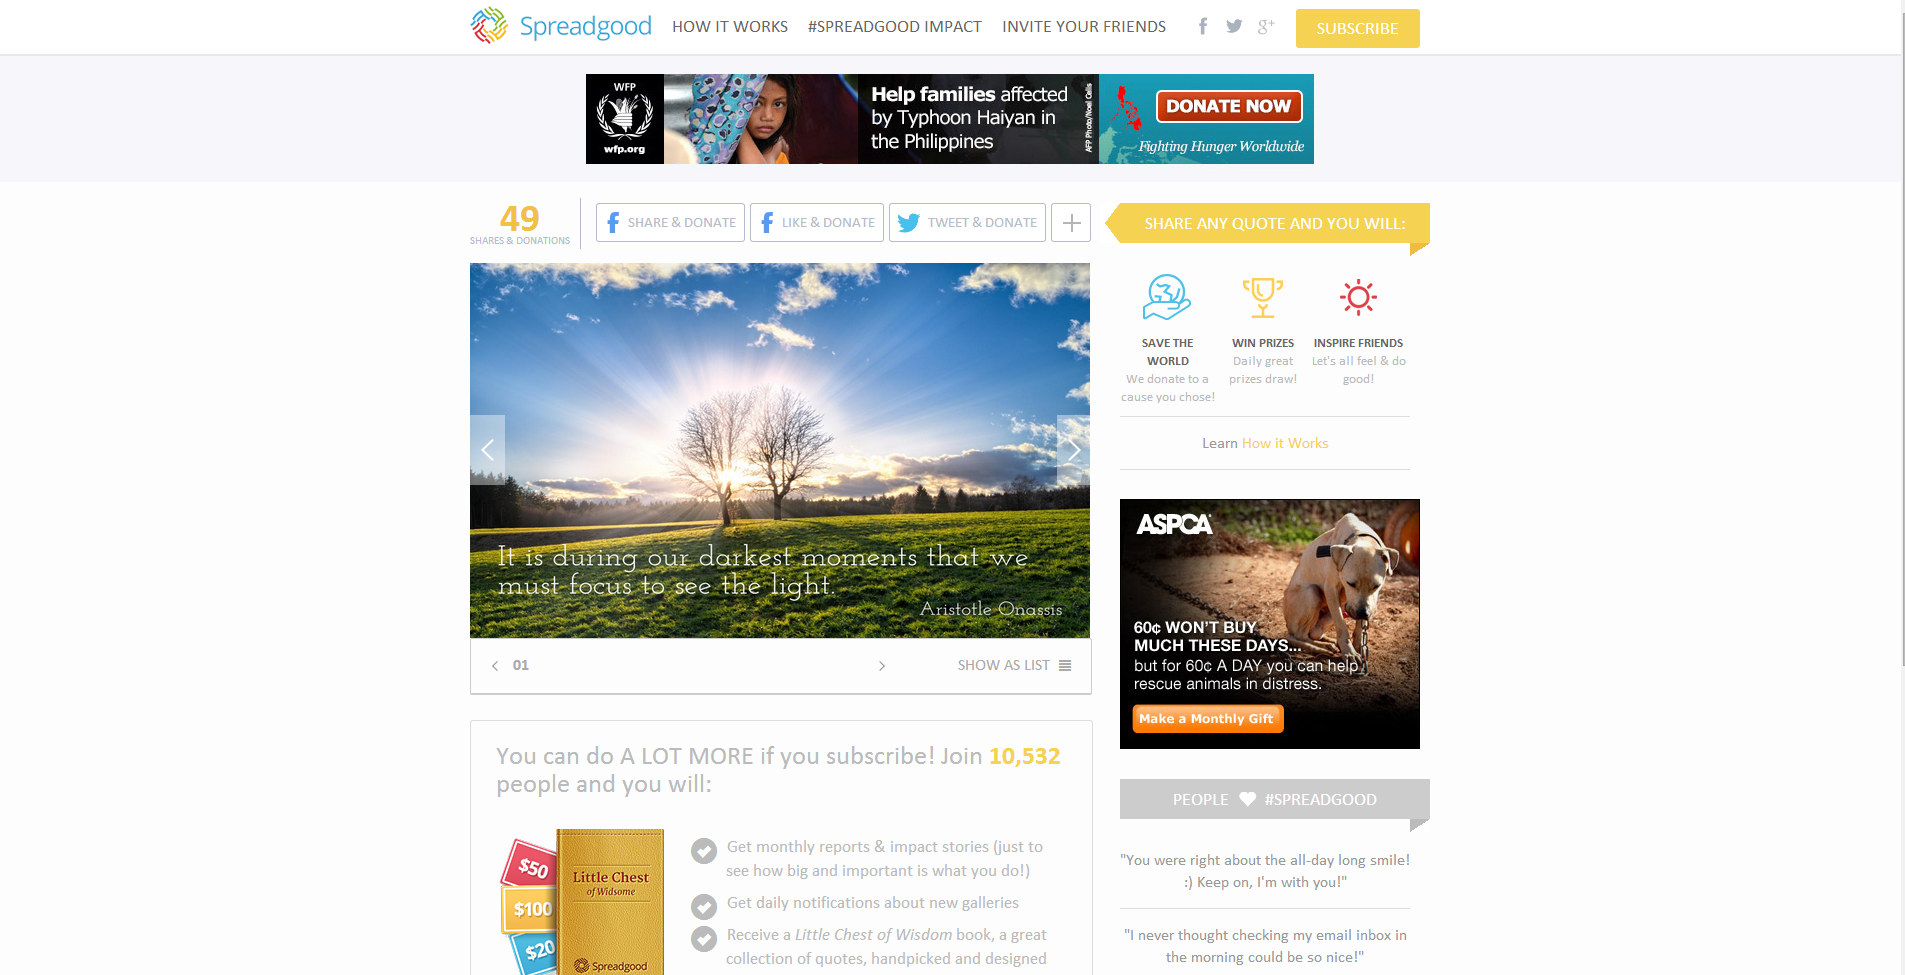 Spreadgood
HOW IT WORKS
#SPREADGOOD IMPACT
INVITE YOUR FRIENDS
SUBSCRIBE
WFP
wfp.org
Help families affected
by Typhoon Haiyan in
the Philippines
AFP Photo/Noel Celis
DONATE NOW
Fighting Hunger Worldwide
49
SHARES & DONATIONS
SHARE & DONATE
LIKE & DONATE
TWEET & DONATE
SHARE ANY QUOTE AND YOU WILL:
SAVE THE
WORLD
We donate to a
cause you chose!
WIN PRIZES
Daily great
prizes draw!
INSPIRE FRIENDS
Let's all feel & do
good!
Learn How it Works
It is during our darkest moments that we
must focus to see the light.
Aristotle Onassis
01
SHOW AS LIST
ASPCA
60¢ WON'T BUY
MUCH THESE DAYS...
but for 60¢ A DAY you can help
rescue animals in distress.
Make a Monthly Gift
You can do A LOT MORE if you subscribe! Join 10,532
people and you will:
$50
$100
$20
Little Chest
of Widsome
Spreadgood
Get monthly reports & impact stories (just to
see how big and important is what you do!)
Get daily notifications about new galleries
Receive a Little Chest of Wisdom book, a great
collection of quotes, handpicked and designed
PEOPLE #SPREADGOOD
"You were right about the all-day long smile!
:) Keep on, I'm with you!"
"I never thought checking my email inbox in
the morning could be so nice!"